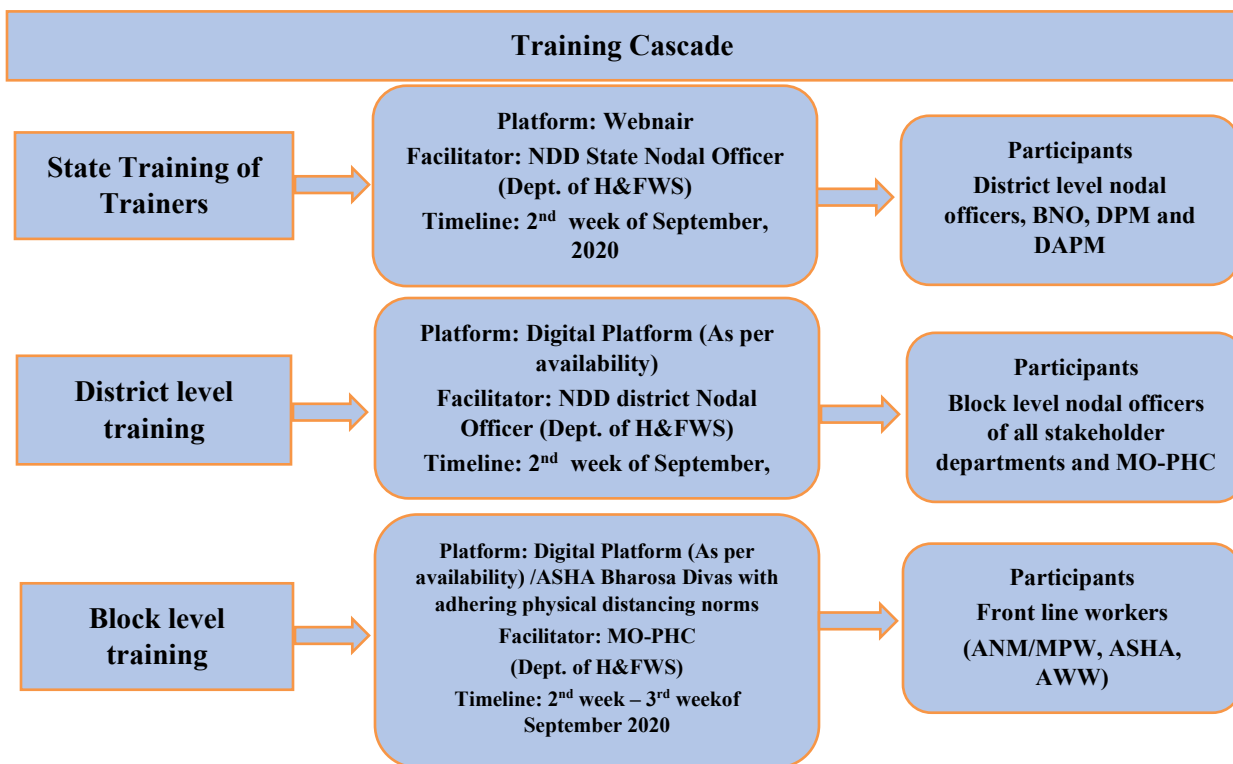 Training Cascade
State Training of
Trainers
Platform: Webnair
Facilitator: NDD State Nodal Officer
(Dept. of H&FWS)
Timeline: 2nd week of September,
2020
Participants
District level nodal
officers, BNO, DPM and
DAPM
District level
training
Platform: Digital Platform (As per
availability)
Facilitator: NDD district Nodal
Officer (Dept. of H&FWS)
Timeline: 2nd week of September,
Participants
Block level nodal officers
of all stakeholder
departments and MO-PHC
Block level
training
Platform: Digital Platform (As per
availability) /ASHA Bharosa Divas with
adhering physical distancing norms
Facilitator: MO-PHC
(Dept. of H&FWS)
Timeline: 2nd week – 3rd weekof
September 2020
Participants
Front line workers
(ANM/MPW, ASHA,
AWW)